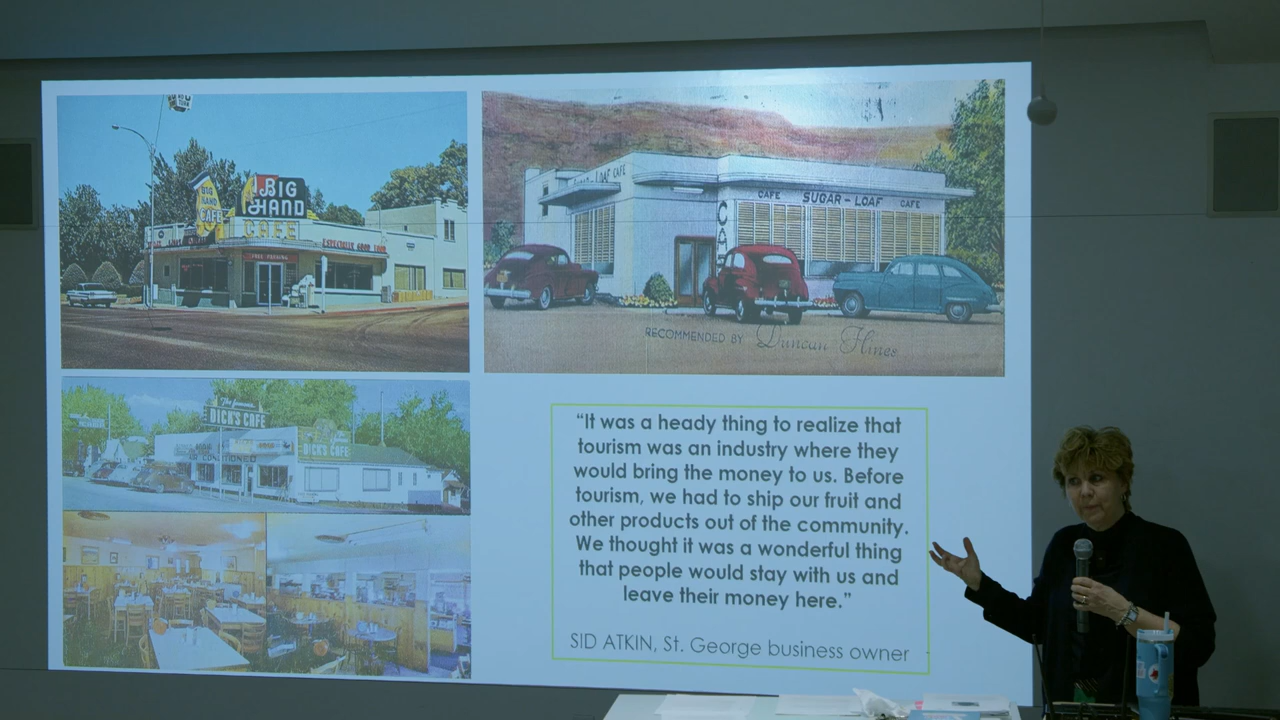 BIG
HAND
CAFE
BIG
HAND
CAFE
FREE PARKING
LOAF CAFE
CAFE SUGAR-LOAF CAFE
CA
RECOMMENDED BY Duncan Hines
DICK'S CAFE
DICK'S CAFE
“It was a heady thing to realize that
tourism was an industry where they
would bring the money to us. Before
tourism, we had to ship our fruit and
other products out of the community.
We thought it was a wonderful thing
that people would stay with us and
leave their money here.”
SID ATKIN, St. George business owner